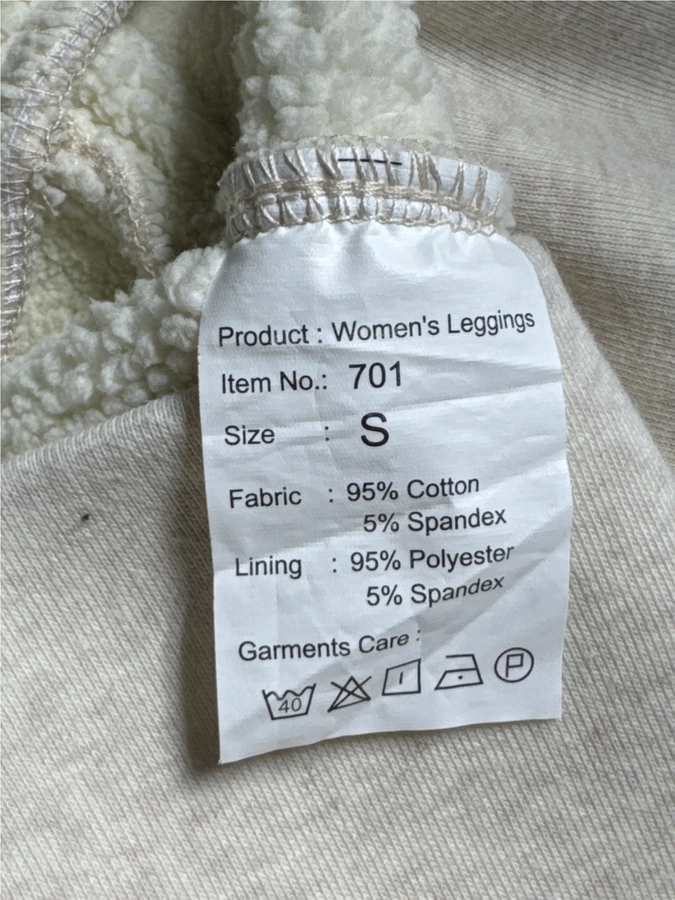 Product : Women's Leggings
Item No.: 701
Size : S
Fabric : 95% Cotton
5% Spandex
Lining : 95% Polyester
5% Spandex
Garments Care :
40 P